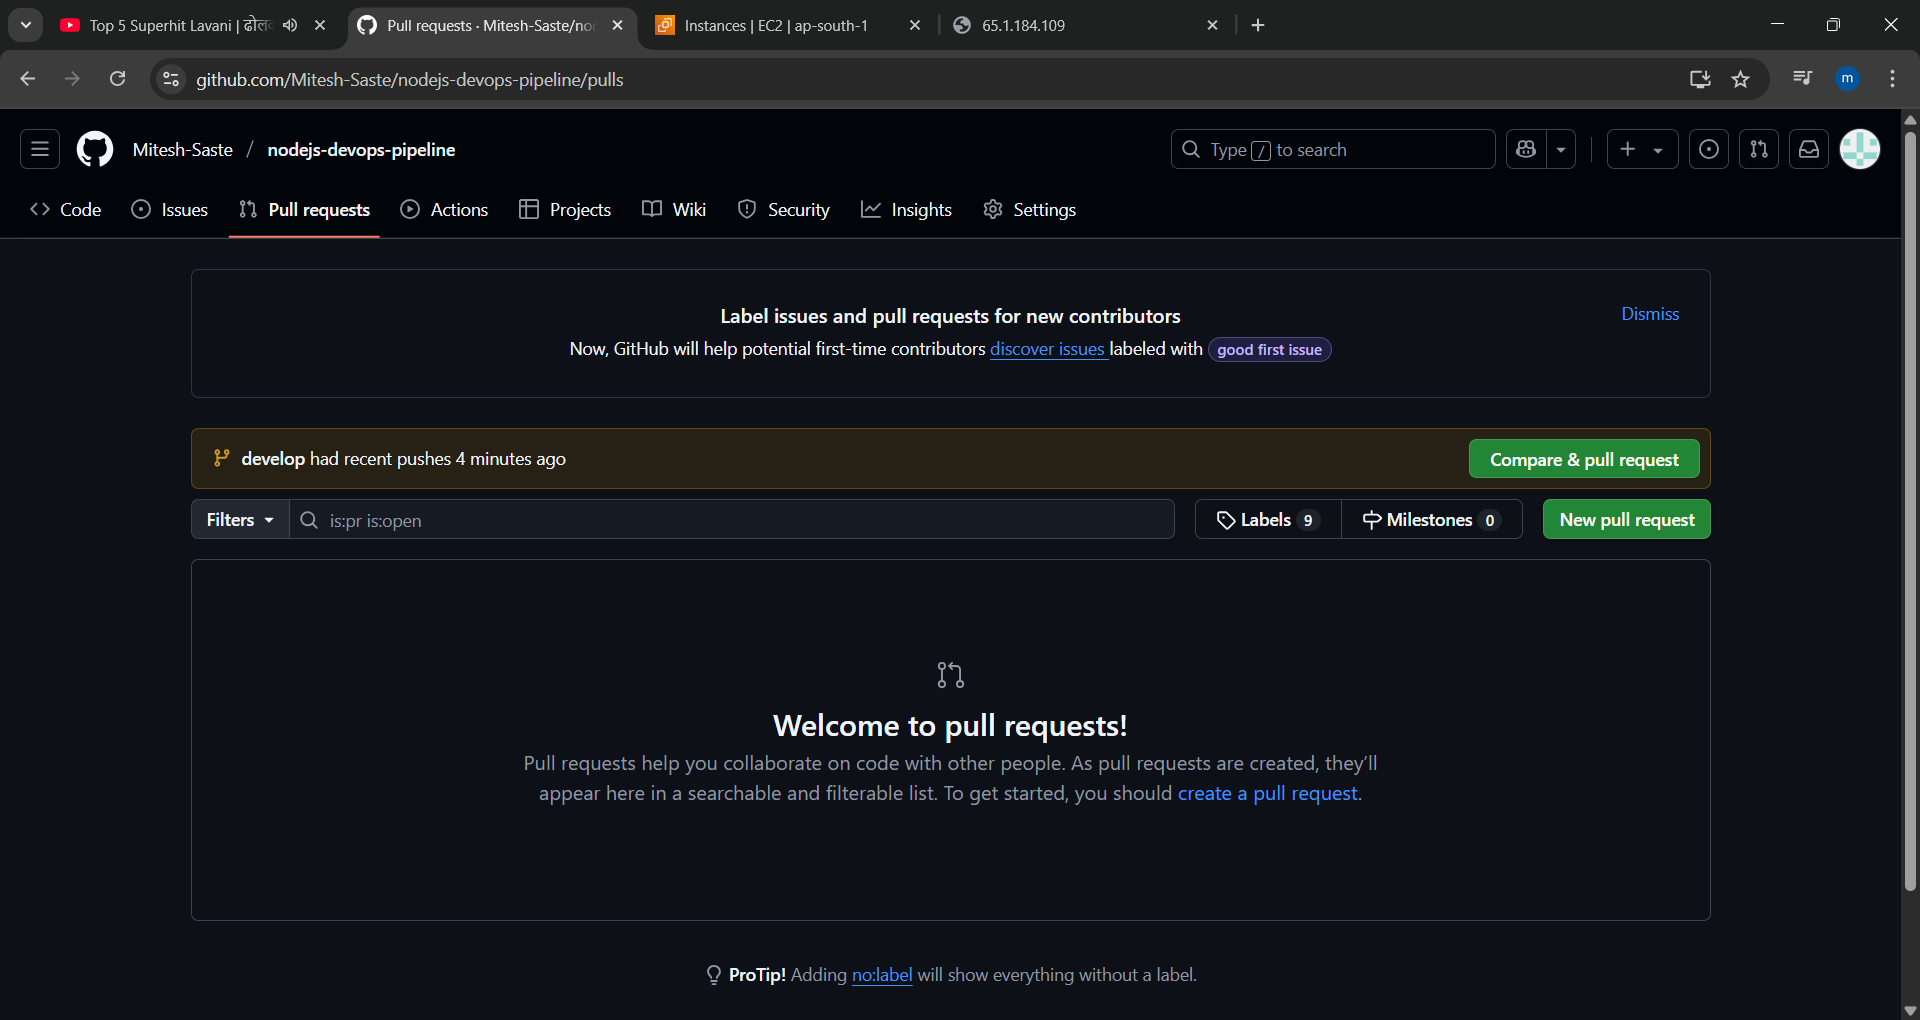 Top 5 Superhit Lavani |
Pull requests · Mitesh-Saste/no
Instances | EC2 | ap-south-1
65.1.184.109
github.com/Mitesh-Saste/nodejs-devops-pipeline/pulls
m
Mitesh-Saste / nodejs-devops-pipeline
Type / to search
Code
Issues
Pull requests
Actions
Projects
Wiki
Security
Insights
Settings
Label issues and pull requests for new contributors
Dismiss
Now, GitHub will help potential first-time contributors discover issues labeled with good first issue
develop had recent pushes 4 minutes ago
Compare & pull request
Filters
is:pr is:open
Labels 9
Milestones 0
New pull request
Welcome to pull requests!
Pull requests help you collaborate on code with other people. As pull requests are created, they’ll
appear here in a searchable and filterable list. To get started, you should create a pull request.
ProTip! Adding no:label will show everything without a label.